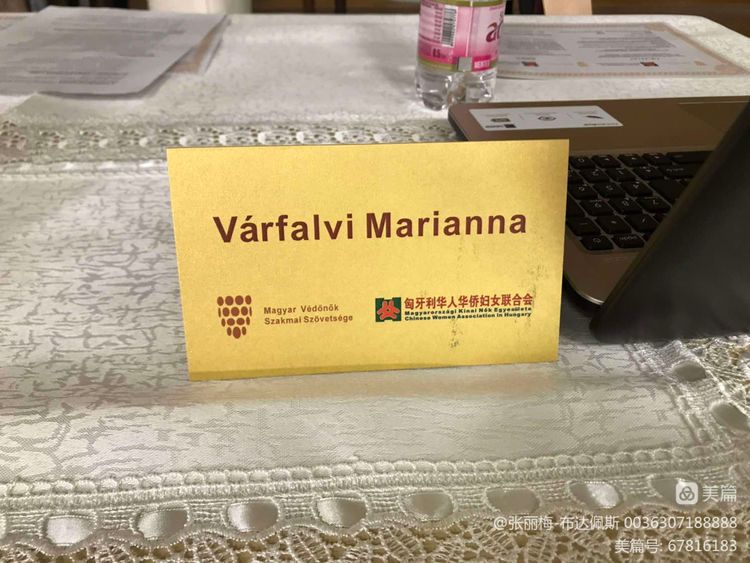 Várfalvi Marianna
Magyar Védőnők
Szakmai Szövetsége
匈牙利华人华侨妇女联合会
Magyarországi Kínai Nők Egyesülete
Chinese Women Association in Hungary
美篇
@张丽梅-布达佩斯 0036307188888
美篇号: 67816183